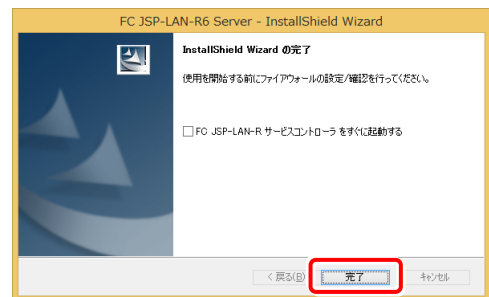 FC JSP-LAN-R6 Server - InstallShield Wizard
InstallShield Wizard の完了
使用を開始する前にファイアウォールの設定/確認を行ってください。
FC JSP-LAN-R サービスコントローラ をすぐに起動する
< 戻る(B)
完了
キャンセル